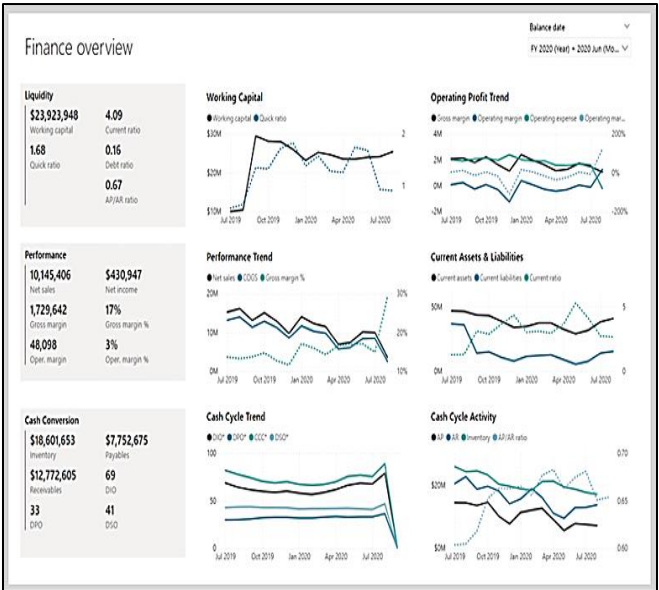 Finance overview
Balance date
FY 2020 (Year) + 2020 Jun (Mo...
Liquidity
$23,923,948 4.09
Working capital Current ratio
1.68 0.16
Quick ratio Debt ratio
0.67
AP/AR ratio
Working Capital
Working capital Quick ratio
$30M 2
$20M
1
$10M
Jul 2019 Oct 2019 Jan 2020 Apr 2020 Jul 2020
Operating Profit Trend
Gross margin Operating margin Operating expense Operating mar...
4M 200%
2M
0M 0%
-2M -200%
Jul 2019 Oct 2019 Jan 2020 Apr 2020 Jul 2020
Performance
10,145,406 $430,947
Net sales Net income
1,729,642 17%
Gross margin Gross margin %
48,098 3%
Oper. margin Oper. margin %
Performance Trend
Net sales COGS Gross margin %
20M 30%
10M 20%
0M 10%
Jul 2019 Oct 2019 Jan 2020 Apr 2020 Jul 2020
Current Assets & Liabilities
Current assets Current liabilities Current ratio
50M 5
0M 0
Jul 2019 Oct 2019 Jan 2020 Apr 2020 Jul 2020
Cash Conversion
$18,601,653 $7,752,675
Inventory Payables
$12,772,605 69
Receivables DIO
33 41
DPO DSO
Cash Cycle Trend
DIO* DPO* CCC* DSO*
100
50
0
Jul 2019 Oct 2019 Jan 2020 Apr 2020 Jul 2020
Cash Cycle Activity
AP AR Inventory AP/AR ratio
0.70
$20M 0.65
$0M 0.60
Jul 2019 Oct 2019 Jan 2020 Apr 2020 Jul 2020